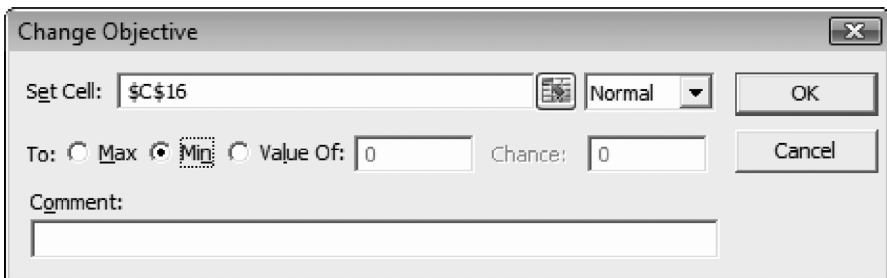 Change Objective
Set Cell: $C$16 Normal OK
To: Max Min Value Of: 0 Chance: 0 Cancel
Comment: